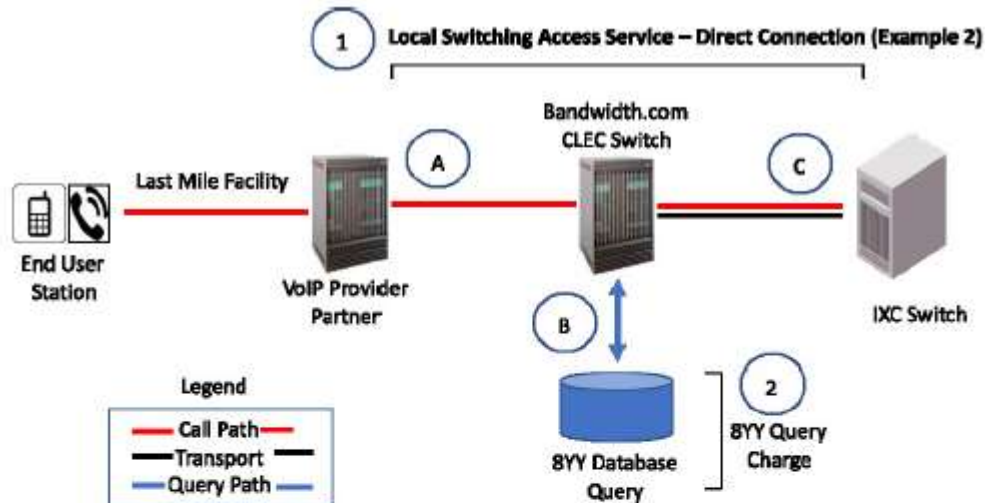 1
Local Switching Access Service – Direct Connection (Example 2)
Bandwidth.com
CLEC Switch
A
C
Last Mile Facility
End User
Station
VoIP Provider
Partner
IXC Switch
B
Legend
Call Path
Transport
Query Path
2
8YY Query
Charge
8YY Database
Query